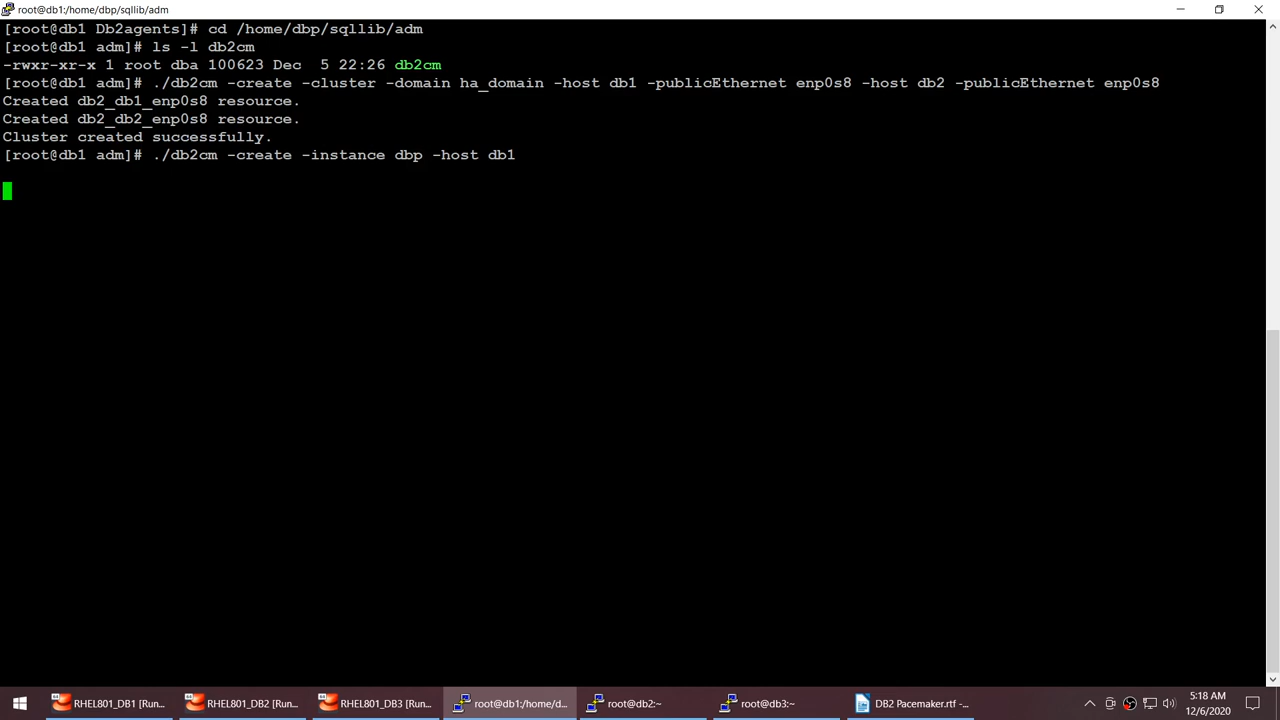 root@db1:/home/dbp/sqllib/adm
[root@db1 Db2agents]# cd /home/dbp/sqllib/adm
[root@db1 adm]# ls -l db2cm
-rwxr-xr-x 1 root dba 100623 Dec  5 22:26 db2cm
[root@db1 adm]# ./db2cm -create -cluster -domain ha_domain -host db1 -publicEthernet enp0s8 -host db2 -publicEthernet enp0s8
Created db2_db1_enp0s8 resource.
Created db2_db2_enp0s8 resource.
Cluster created successfully.
[root@db1 adm]# ./db2cm -create -instance dbp -host db1
RHEL801_DB1 [Run...
RHEL801_DB2 [Run...
RHEL801_DB3 [Run...
root@db1:/home/d...
root@db2:~
root@db3:~
DB2 Pacemaker.rtf -...
5:18 AM
12/6/2020